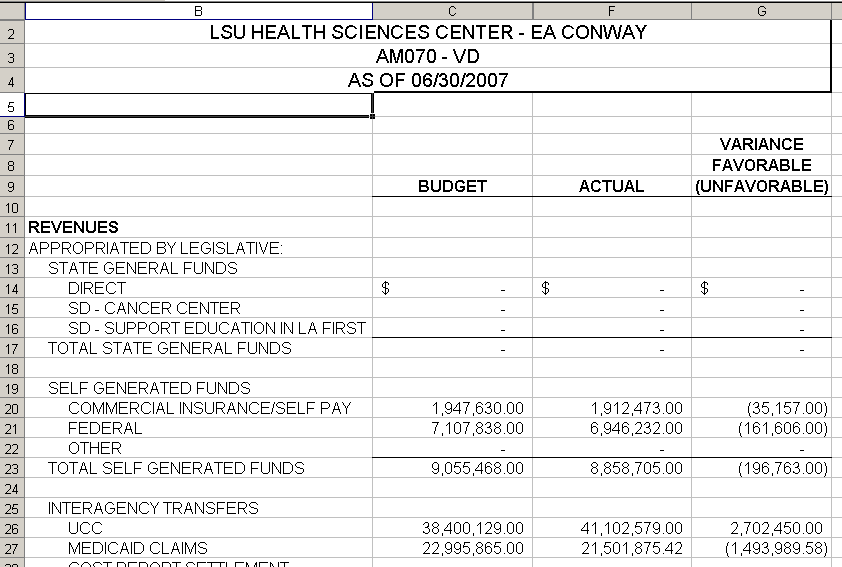 B C F G
2 LSU HEALTH SCIENCES CENTER - EA CONWAY
3 AM070 - VD
4 AS OF 06/30/2007
5
6
7 VARIANCE
8 FAVORABLE
9 BUDGET ACTUAL (UNFAVORABLE)
10
11 REVENUES
12 APPROPRIATED BY LEGISLATIVE:
13 STATE GENERAL FUNDS
14 DIRECT $ - $ - $ -
15 SD - CANCER CENTER - - -
16 SD - SUPPORT EDUCATION IN LA FIRST - - -
17 TOTAL STATE GENERAL FUNDS - - -
18
19 SELF GENERATED FUNDS
20 COMMERCIAL INSURANCE/SELF PAY 1,947,630.00 1,912,473.00 (35,157.00)
21 FEDERAL 7,107,838.00 6,946,232.00 (161,606.00)
22 OTHER - - -
23 TOTAL SELF GENERATED FUNDS 9,055,468.00 8,858,705.00 (196,763.00)
24
25 INTERAGENCY TRANSFERS
26 UCC 38,400,129.00 41,102,579.00 2,702,450.00
27 MEDICAID CLAIMS 22,995,865.00 21,501,875.42 (1,493,989.58)
28 COST REPORT SETTLEMENT